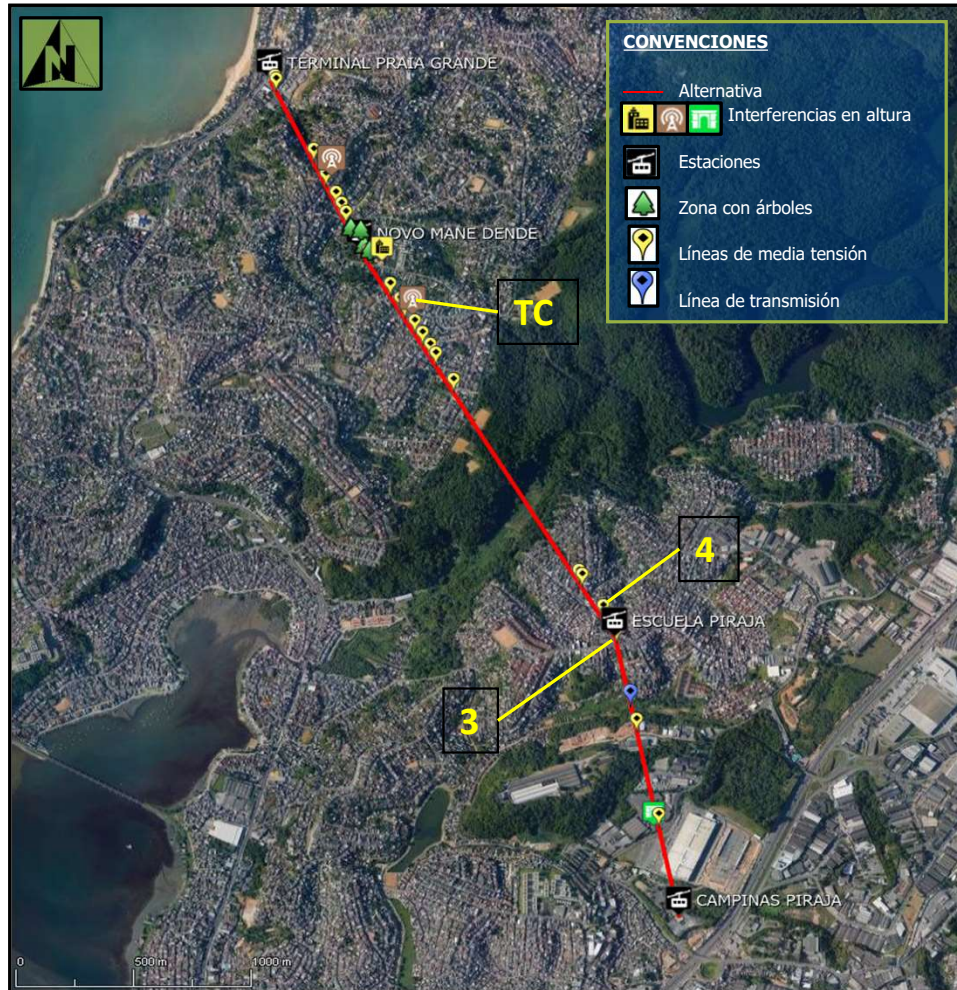 N
TERMINAL PRAIA GRANDE
CONVENCIONES
Alternativa
Interferencias en altura
Estaciones
Zona con árboles
Líneas de media tensión
Línea de transmisión
NOVO MANE DENDE
TC
4
ESCUELA PIRAJA
3
CAMPINAS PIRAJA
0 500 m 1000 m